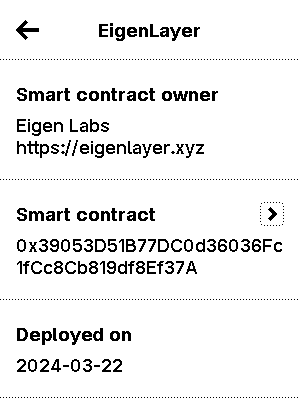 EigenLayer
Smart contract owner
Eigen Labs
https://eigenlayer.xyz
Smart contract
0x39053D51B77DC0d36036Fc
1fCc8Cb819df8Ef37A
Deployed on
2024-03-22